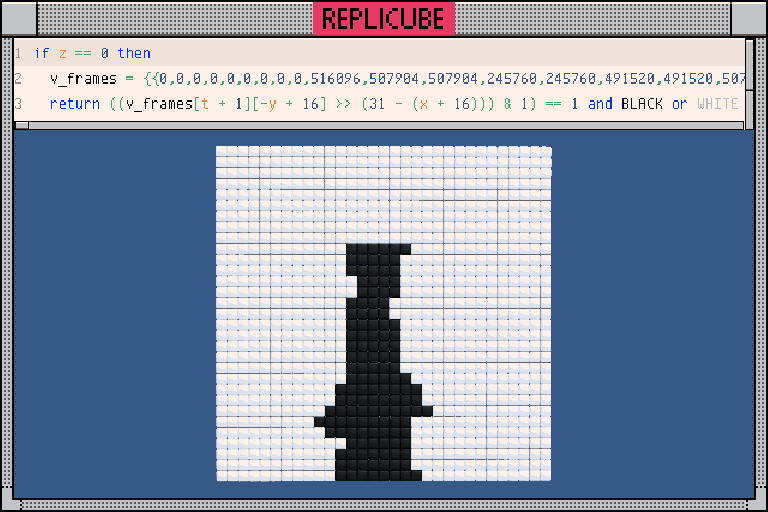 REPLICUBE
1 if z == 0 then
2 v_frames = {{0,0,0,0,0,0,0,0,0,516096,507904,507904,245760,245760,491520,491520,507
3 return ((v_frames[t + 1][-y + 16] >> (31 - (x + 16))) & 1) == 1 and BLACK or WHITE